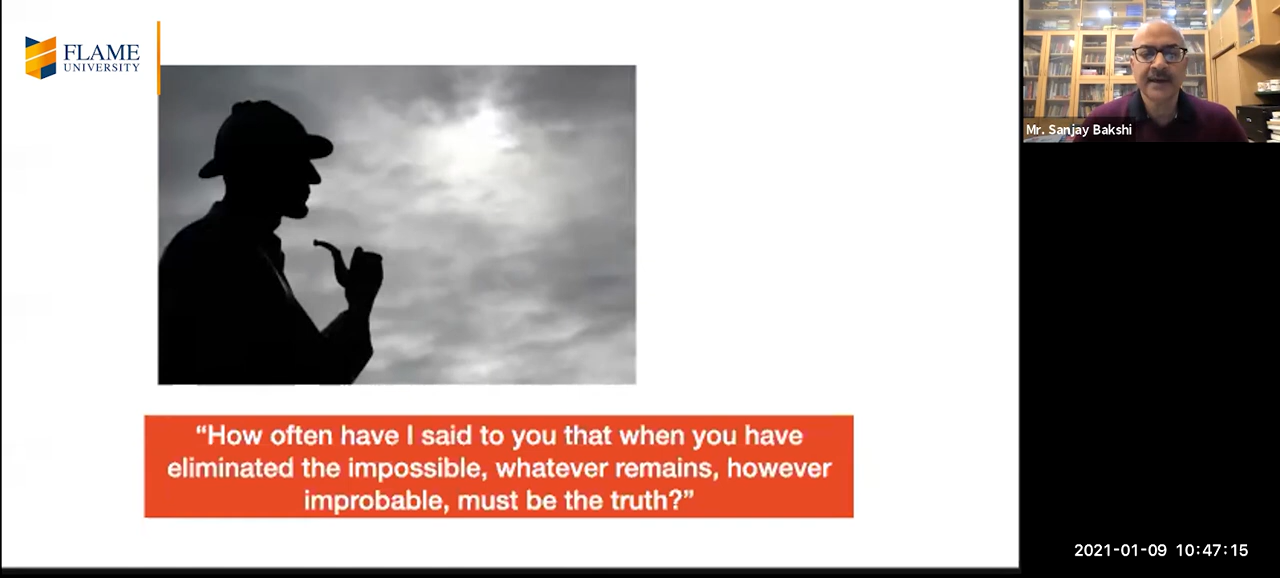 FLAME
UNIVERSITY
Mr. Sanjay Bakshi
“How often have I said to you that when you have
eliminated the impossible, whatever remains, however
improbable, must be the truth?”
2021-01-09 10:47:15